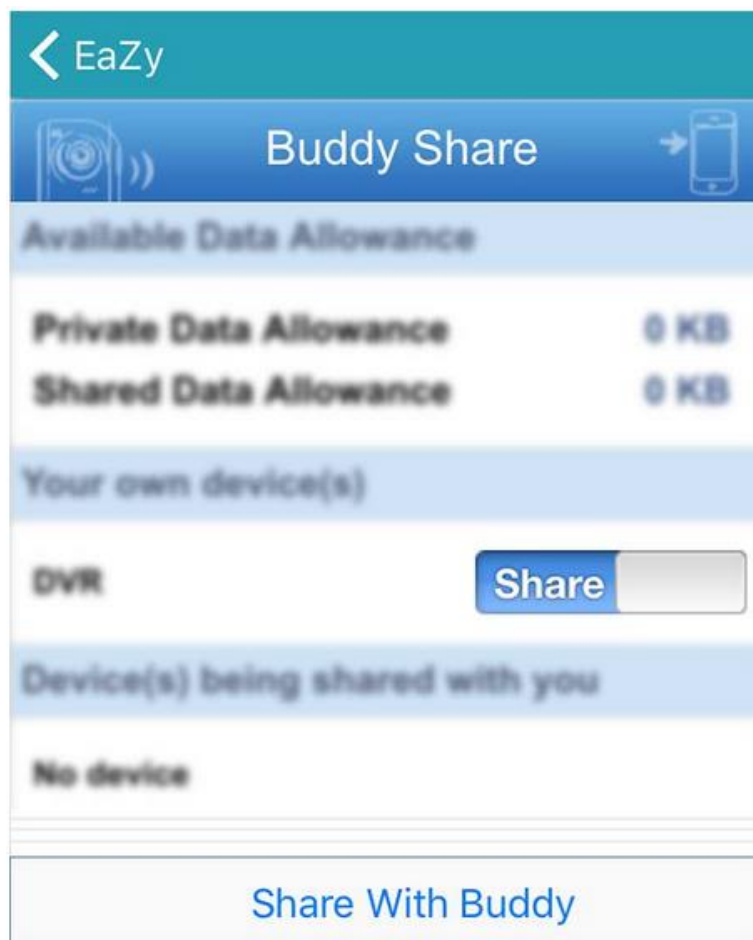 EaZy
Buddy Share
Available Data Allowance
Private Data Allowance 0 KB
Shared Data Allowance 0 KB
Your own device(s)
DVR Share
Device(s) being shared with you
No device
Share With Buddy